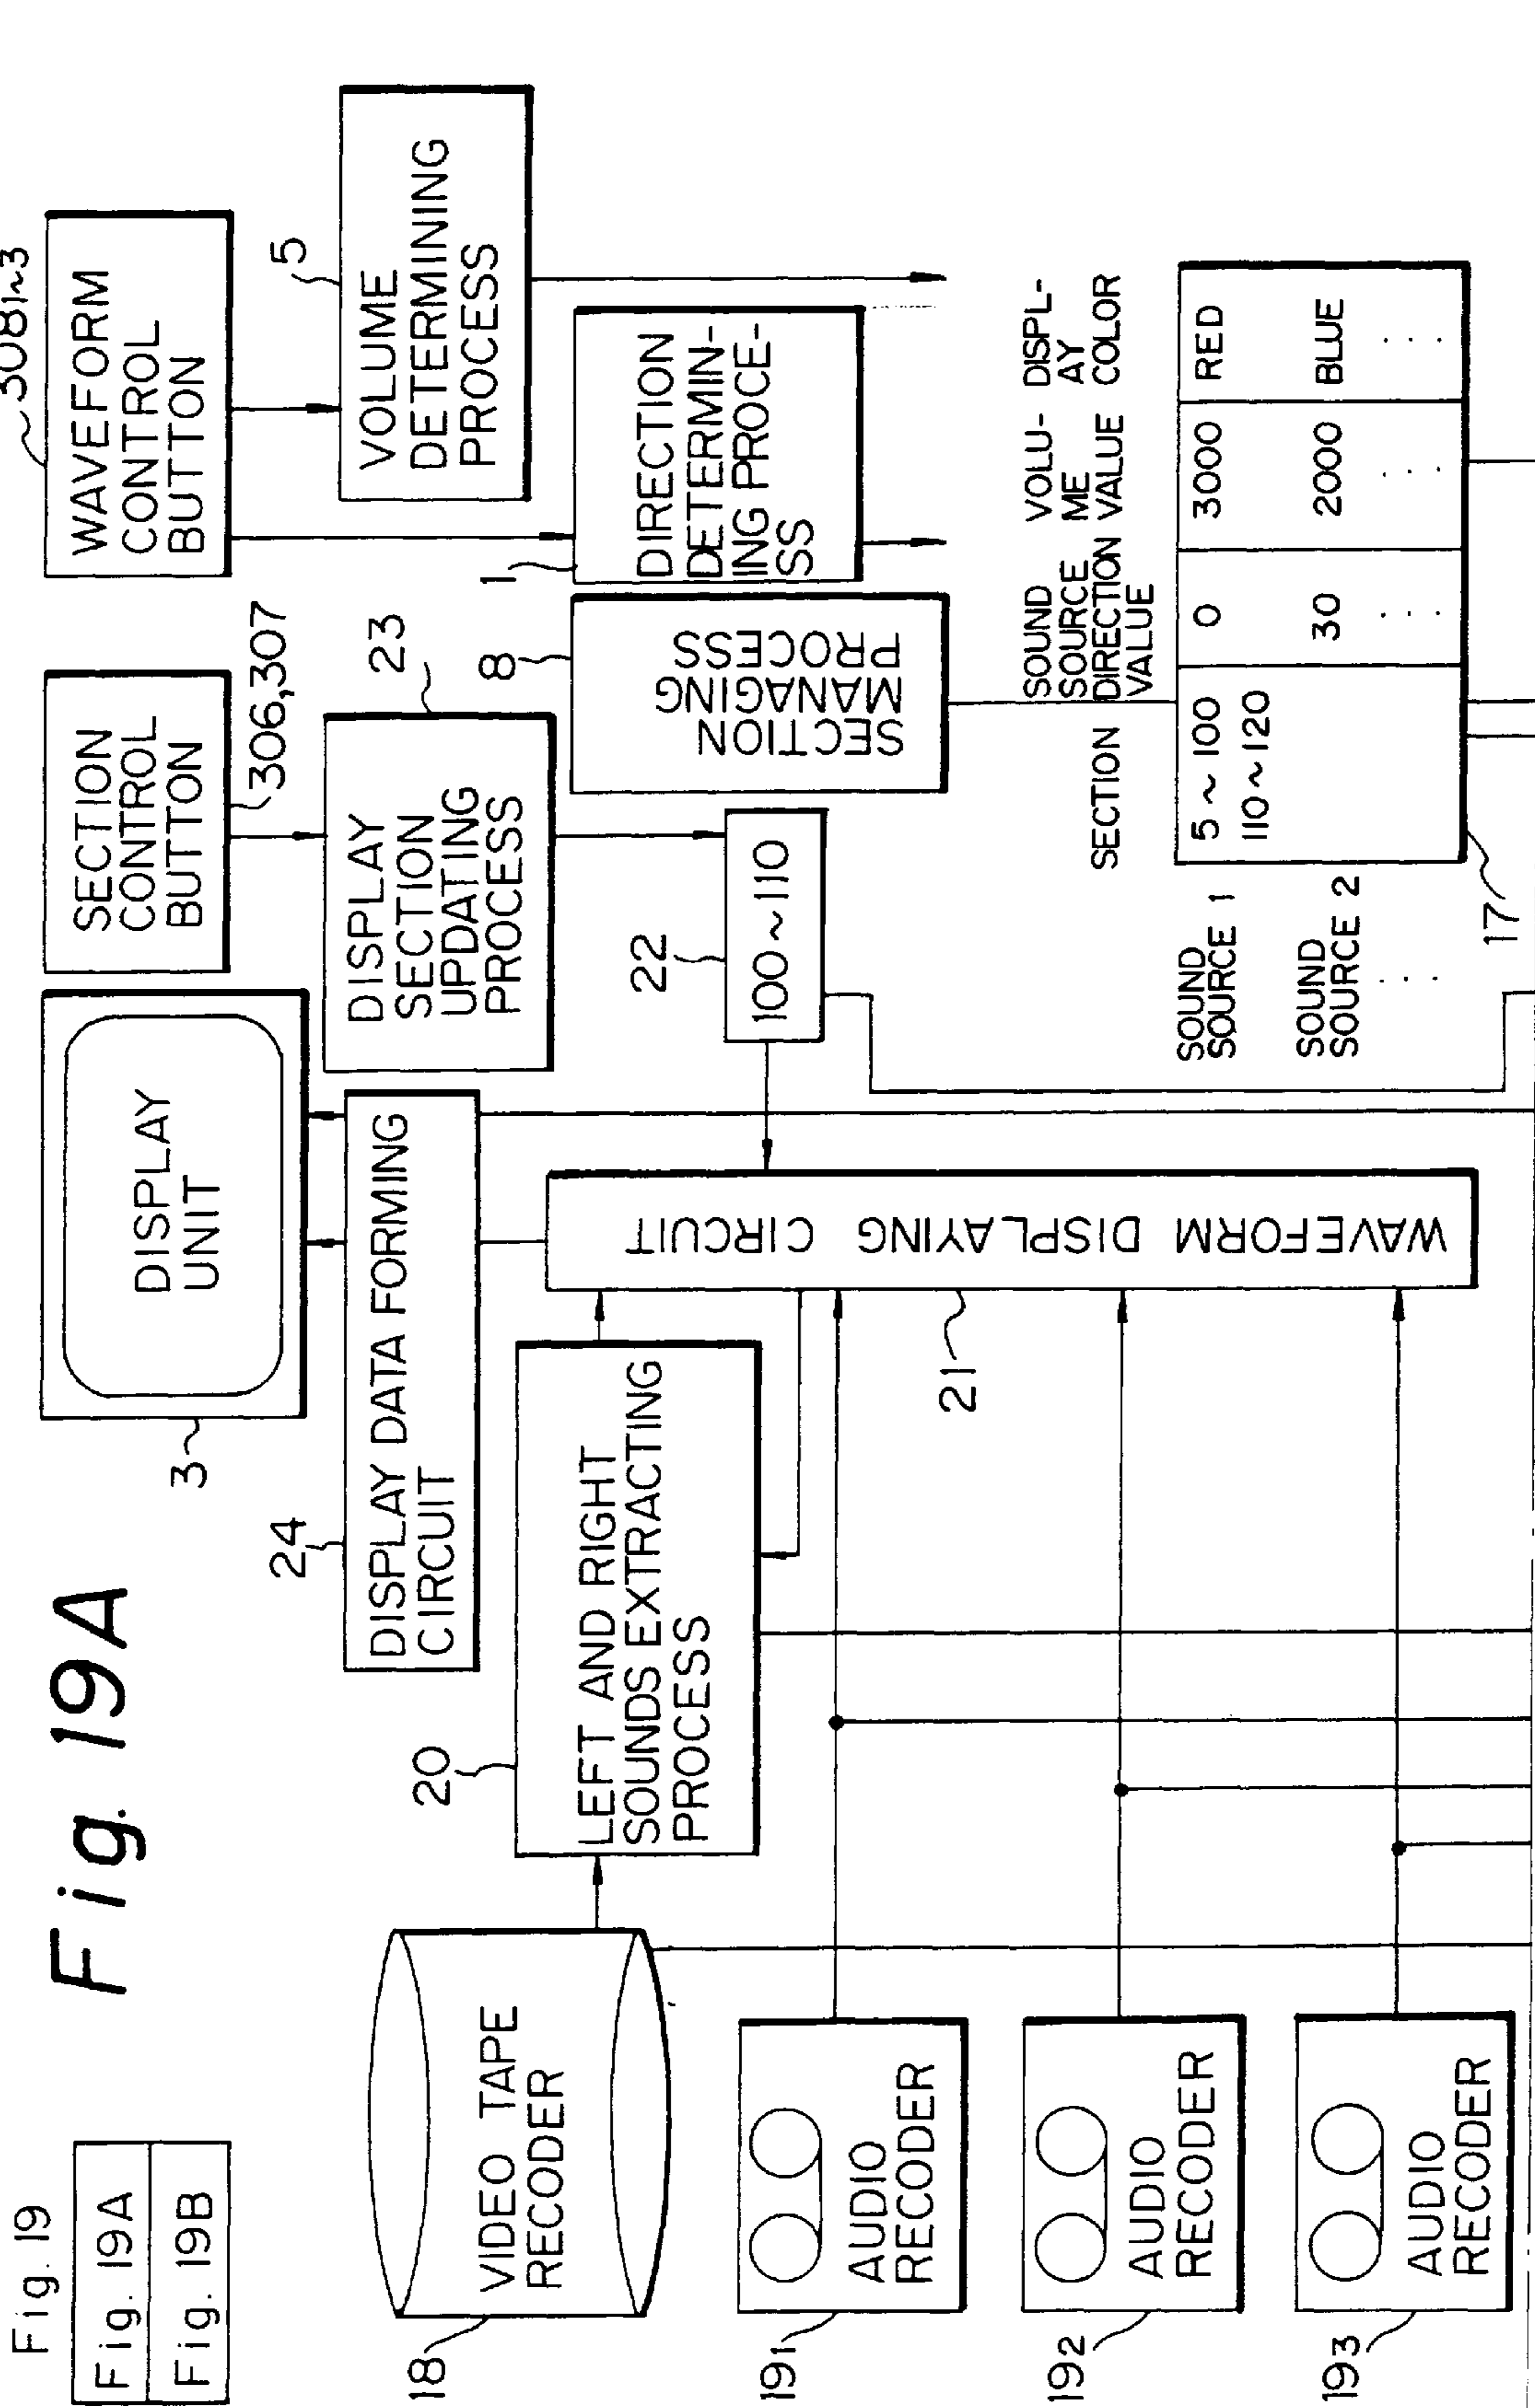 Fig. 19
Fig. 19A
Fig. 19B
Fig. 19A
3
DISPLAY
UNIT
SECTION
CONTROL
BUTTON
306,307
308₁~₃
WAVEFORM
CONTROL
BUTTON
24
DISPLAY DATA FORMING
CIRCUIT
DISPLAY
SECTION
UPDATING
PROCESS
23
5
VOLUME
DETERMINING
PROCESS
18
VIDEO TAPE
RECODER
20
LEFT AND RIGHT
SOUNDS EXTRACTING
PROCESS
22
100~110
8
SECTION
MANAGING
PROCESS
1
DIRECTION
DETERMIN-
ING PROCE-
SS
WAVEFORM DISPLAYING CIRCUIT
21
19₁
AUDIO
RECODER
19₂
AUDIO
RECODER
19₃
AUDIO
RECODER
SECTION
SOUND
SOURCE
DIRECTION
VALUE
VOLU-
ME
VALUE
DISPL-
AY
COLOR
SOUND
SOURCE 1
5~100
110~120
0
3000
RED
SOUND
SOURCE 2
30
2000
BLUE
17